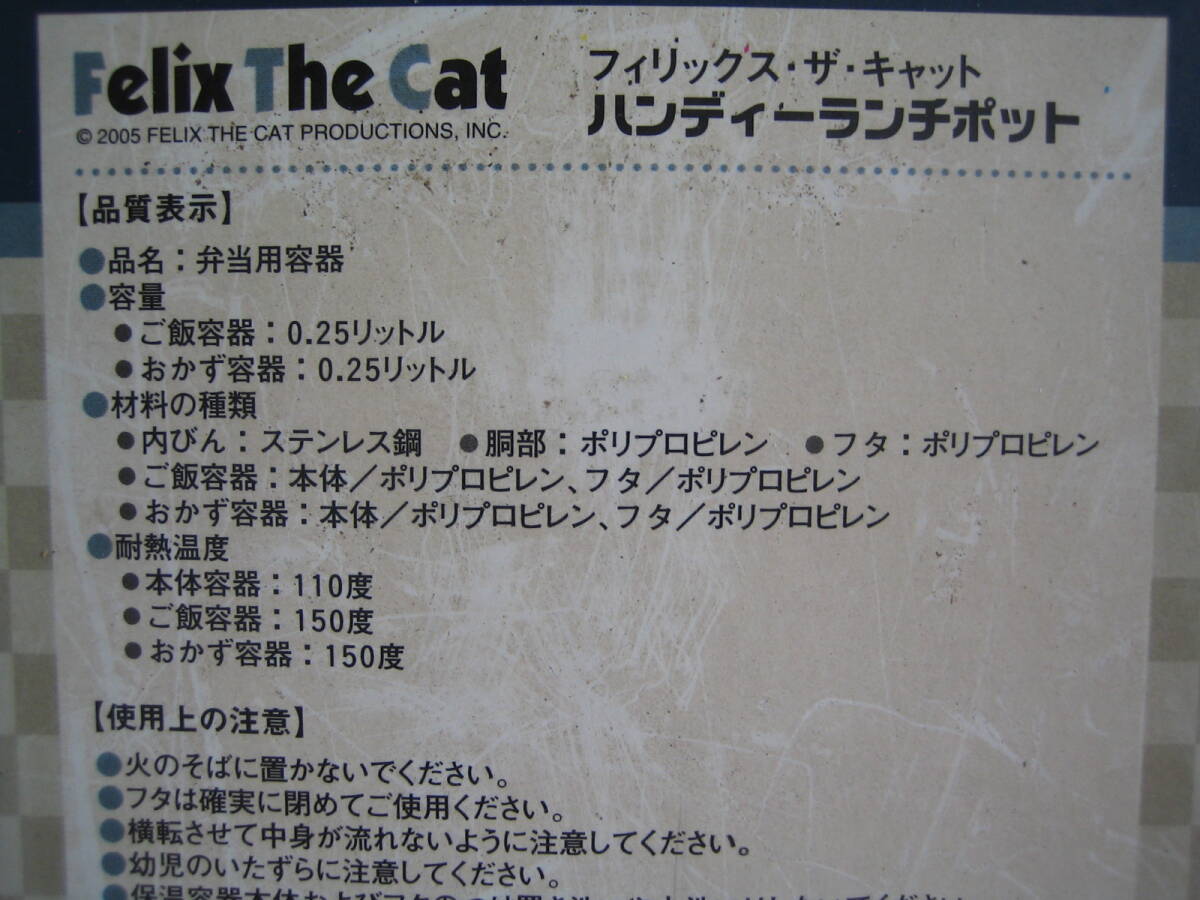 Felix The Cat
© 2005 FELIX THE CAT PRODUCTIONS, INC.
フィリックス・ザ・キャット
ハンディーランチポット
【品質表示】
●品名：弁当用容器
●容量
●ご飯容器：0.25リットル
●おかず容器：0.25リットル
●材料の種類
●内びん：ステンレス鋼 ●胴部：ポリプロピレン ●フタ：ポリプロピレン
●ご飯容器：本体／ポリプロピレン、フタ／ポリプロピレン
●おかず容器：本体／ポリプロピレン、フタ／ポリプロピレン
●耐熱温度
●本体容器：110度
●ご飯容器：150度
●おかず容器：150度
【使用上の注意】
●火のそばに置かないでください。
●フタは確実に閉めてご使用ください。
●横転させて中身が流れないように注意してください。
●幼児のいたずらに注意してください。
●保温容器本体およびフタの